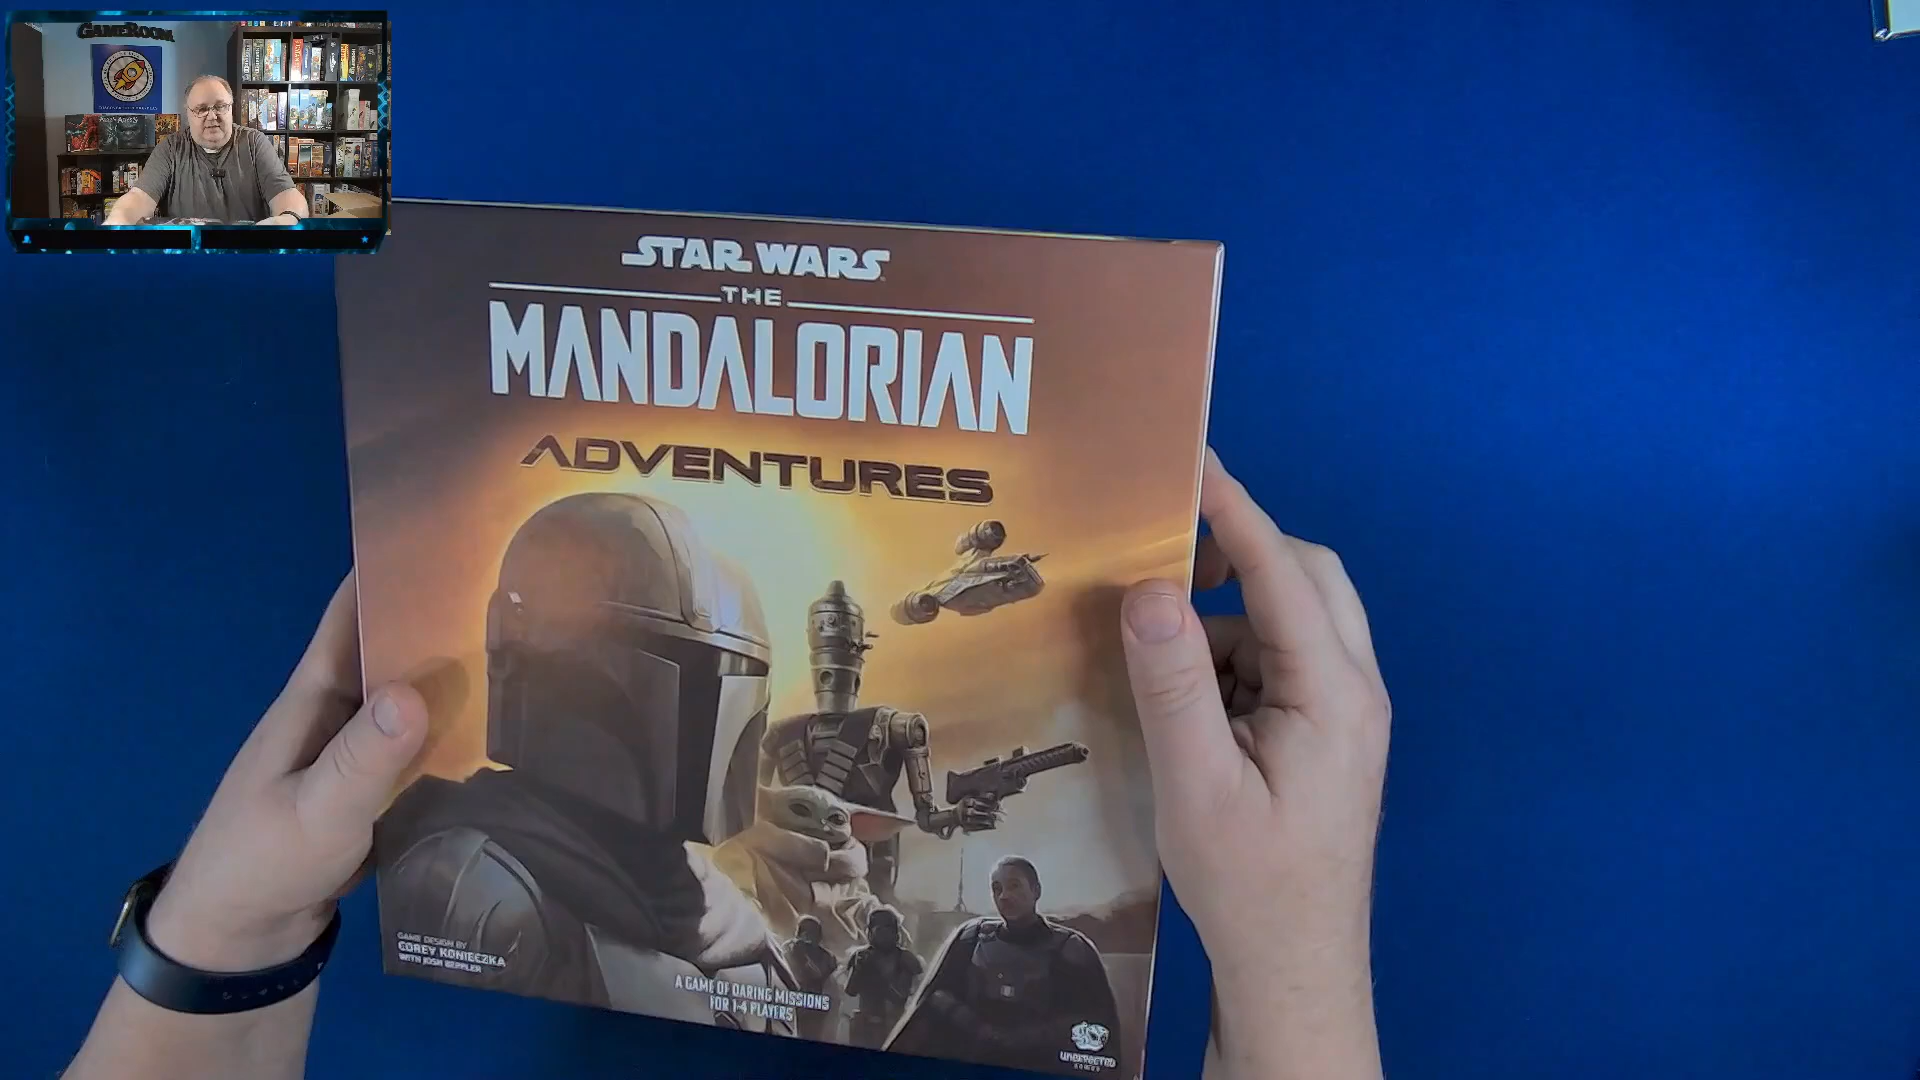 GAMEROOM
STAR WARS
THE
MANDALORIAN
ADVENTURES
GAME DESIGN BY
COREY KONIECZKA
WITH JOSH BEPPLER
A GAME OF DARING MISSIONS
FOR 1-4 PLAYERS
UNEXPECTED
GAMES